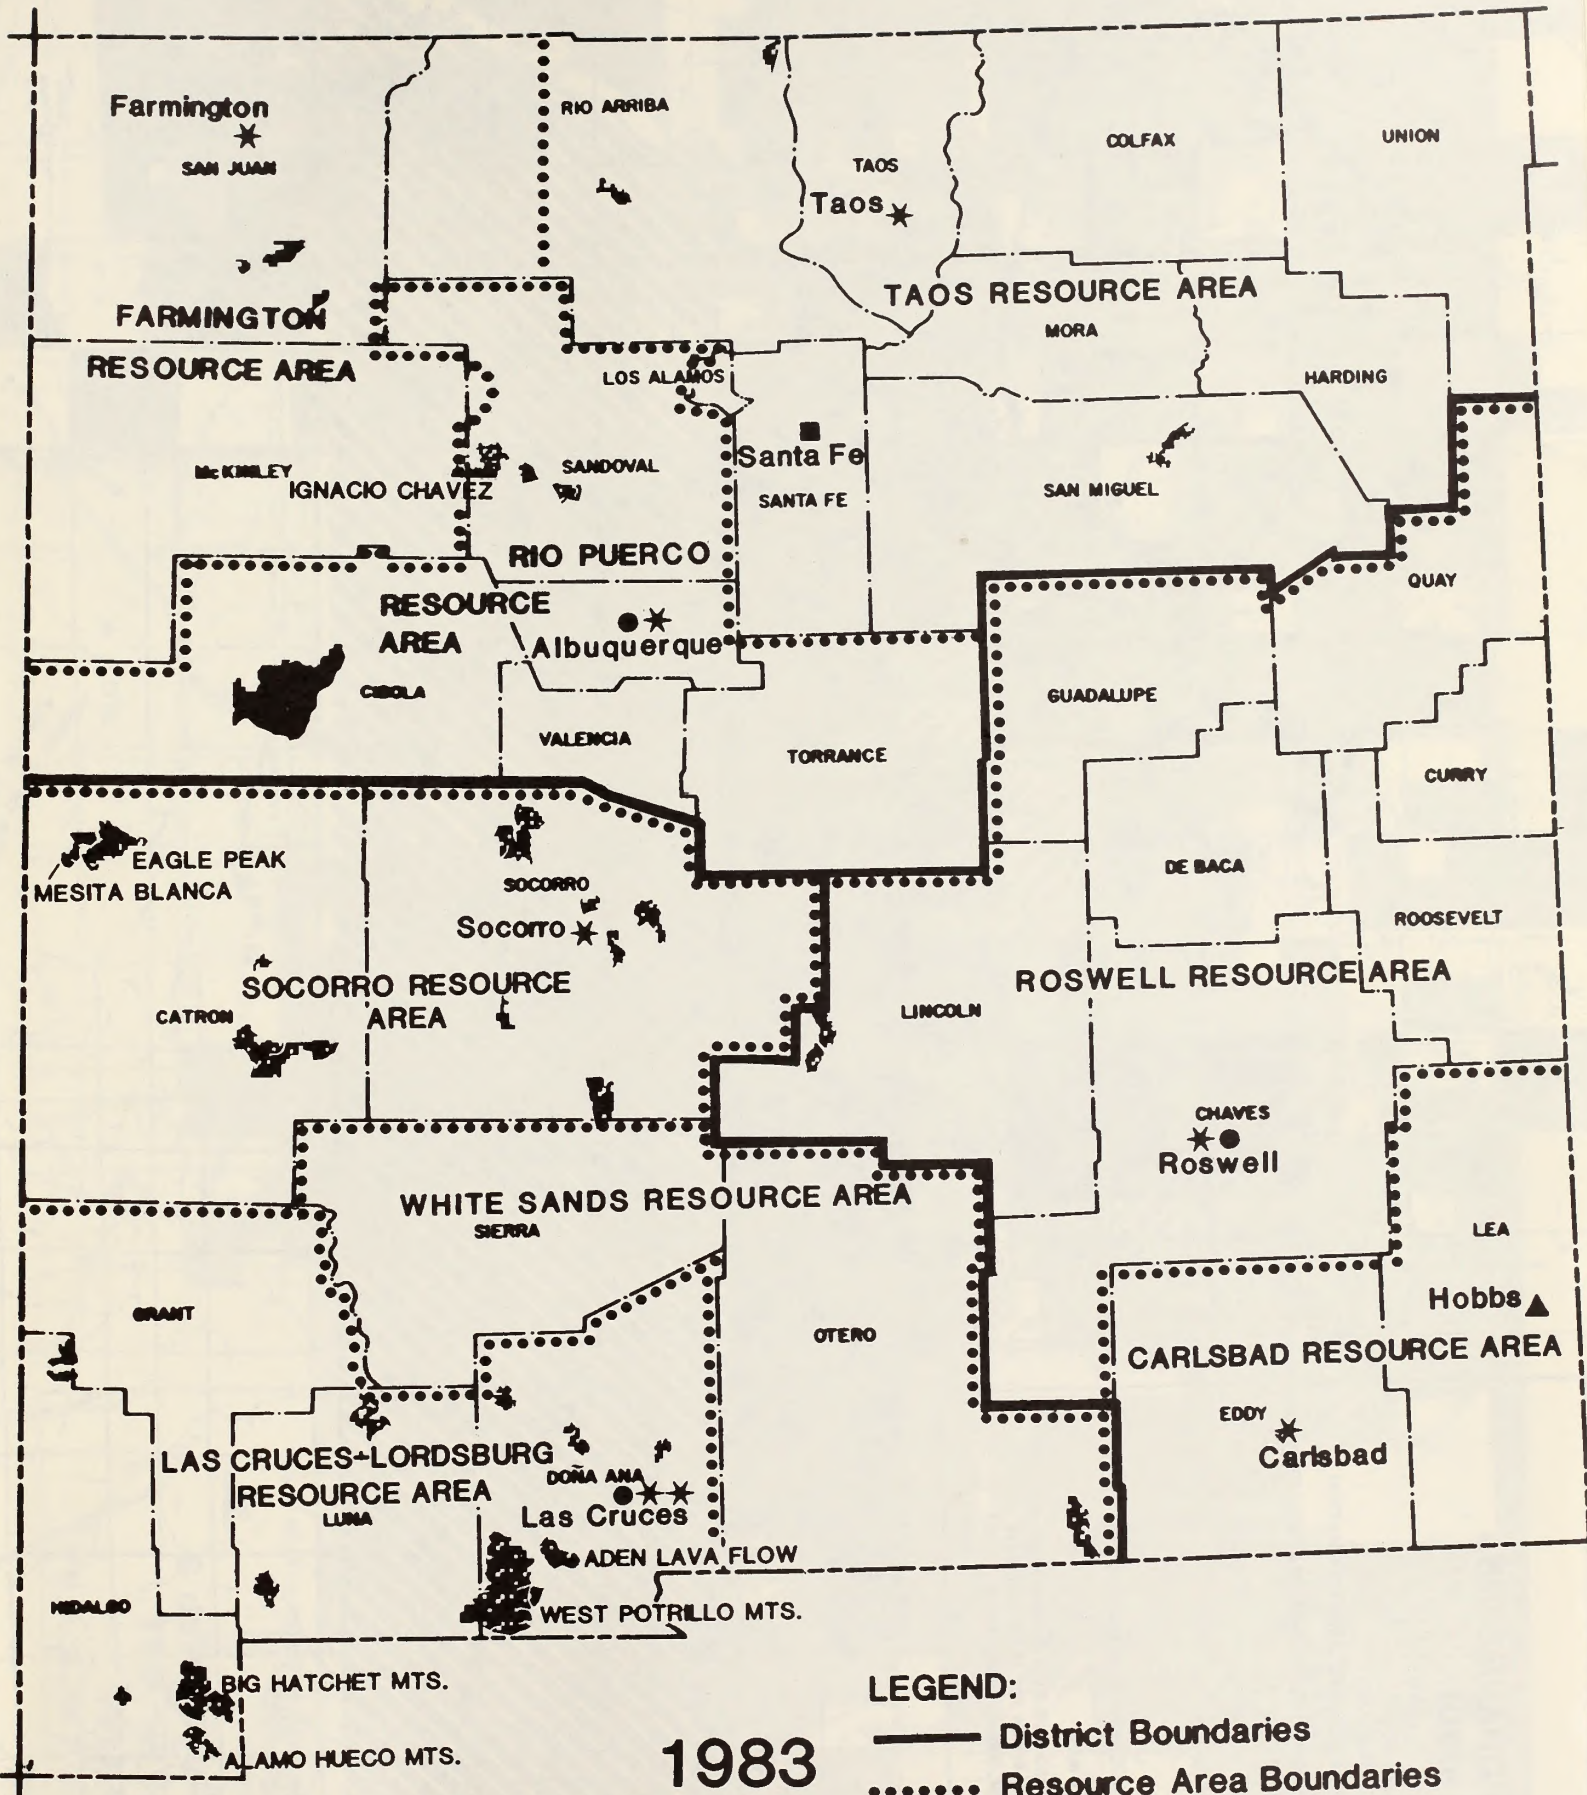 RIO ARRIBA
Farmington
SAN JUAN
COLFAX
UNION
TAOS
Taos
TAOS RESOURCE AREA
FARMINGTON
RESOURCE AREA
MORA
LOS ALAMOS
HARDING
Santa Fe
SANTA FE
McKINLEY
IGNACIO CHAVEZ
SANDOVAL
SAN MIGUEL
RIO PUERCO
RESOURCE
AREA
QUAY
Albuquerque
CIBOLA
GUADALUPE
VALENCIA
TORRANCE
CURRY
EAGLE PEAK
MESITA BLANCA
SOCORRO
Socorro
DE BACA
ROOSEVELT
SOCORRO RESOURCE
AREA
ROSWELL RESOURCE AREA
CATRON
LINCOLN
CHAVES
Roswell
WHITE SANDS RESOURCE AREA
SIERRA
LEA
GRANT
Hobbs
OTERO
CARLSBAD RESOURCE AREA
EDDY
Carlsbad
LAS CRUCES-LORDSBURG
RESOURCE AREA
LUNA
DOÑA ANA
Las Cruces
ADEN LAVA FLOW
HIDALGO
WEST POTRILLO MTS.
BIG HATCHET MTS.
ALAMO HUECO MTS.
1983
LEGEND:
District Boundaries
Resource Area Boundaries